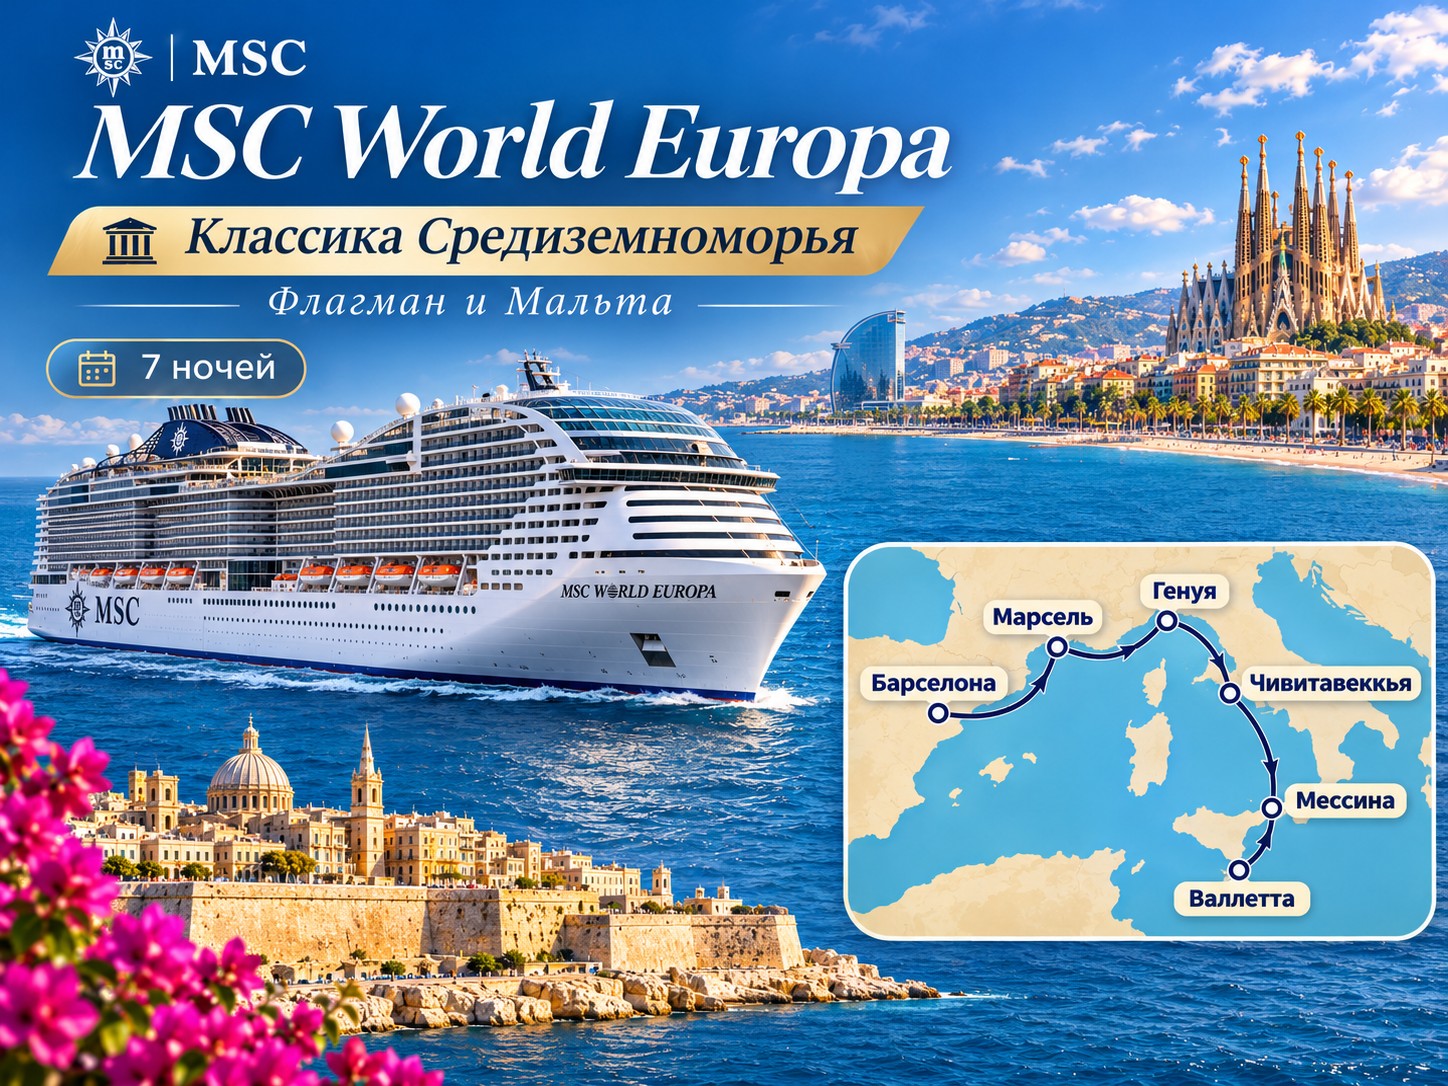 msc
MSC
MSC World Europa
Классика Средиземноморья
Флагман и Мальта
7 ночей
MSC WORLD EUROPA
MSC
Генуя
Марсель
Барселона
Чивитавеккья
Мессина
Валлетта